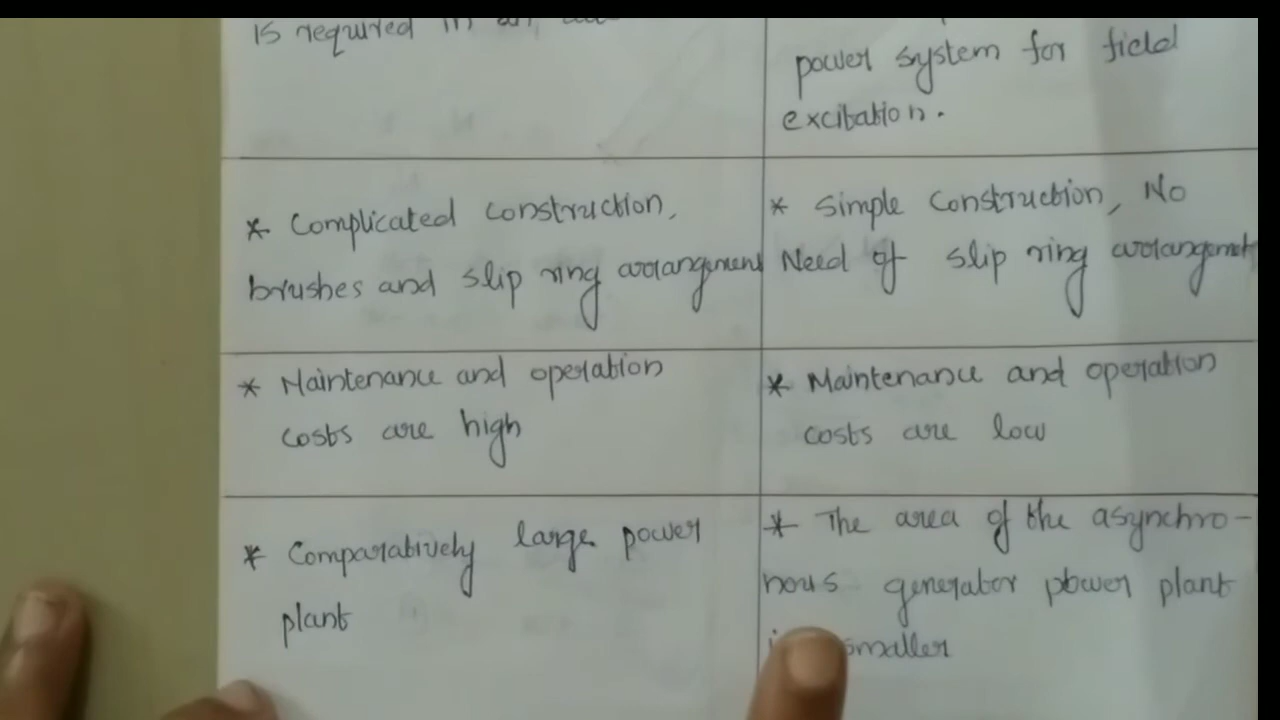 is required in an
power system for field
excitation.
* Complicated construction,
brushes and slip ring arrangement
* Simple construction, No
Need of slip ring arrangement
* Maintenance and operation
costs are high
* Maintenance and operation
costs are low
* Comparatively large power
plant
* The area of the asynchro-
nous generator power plant
smaller